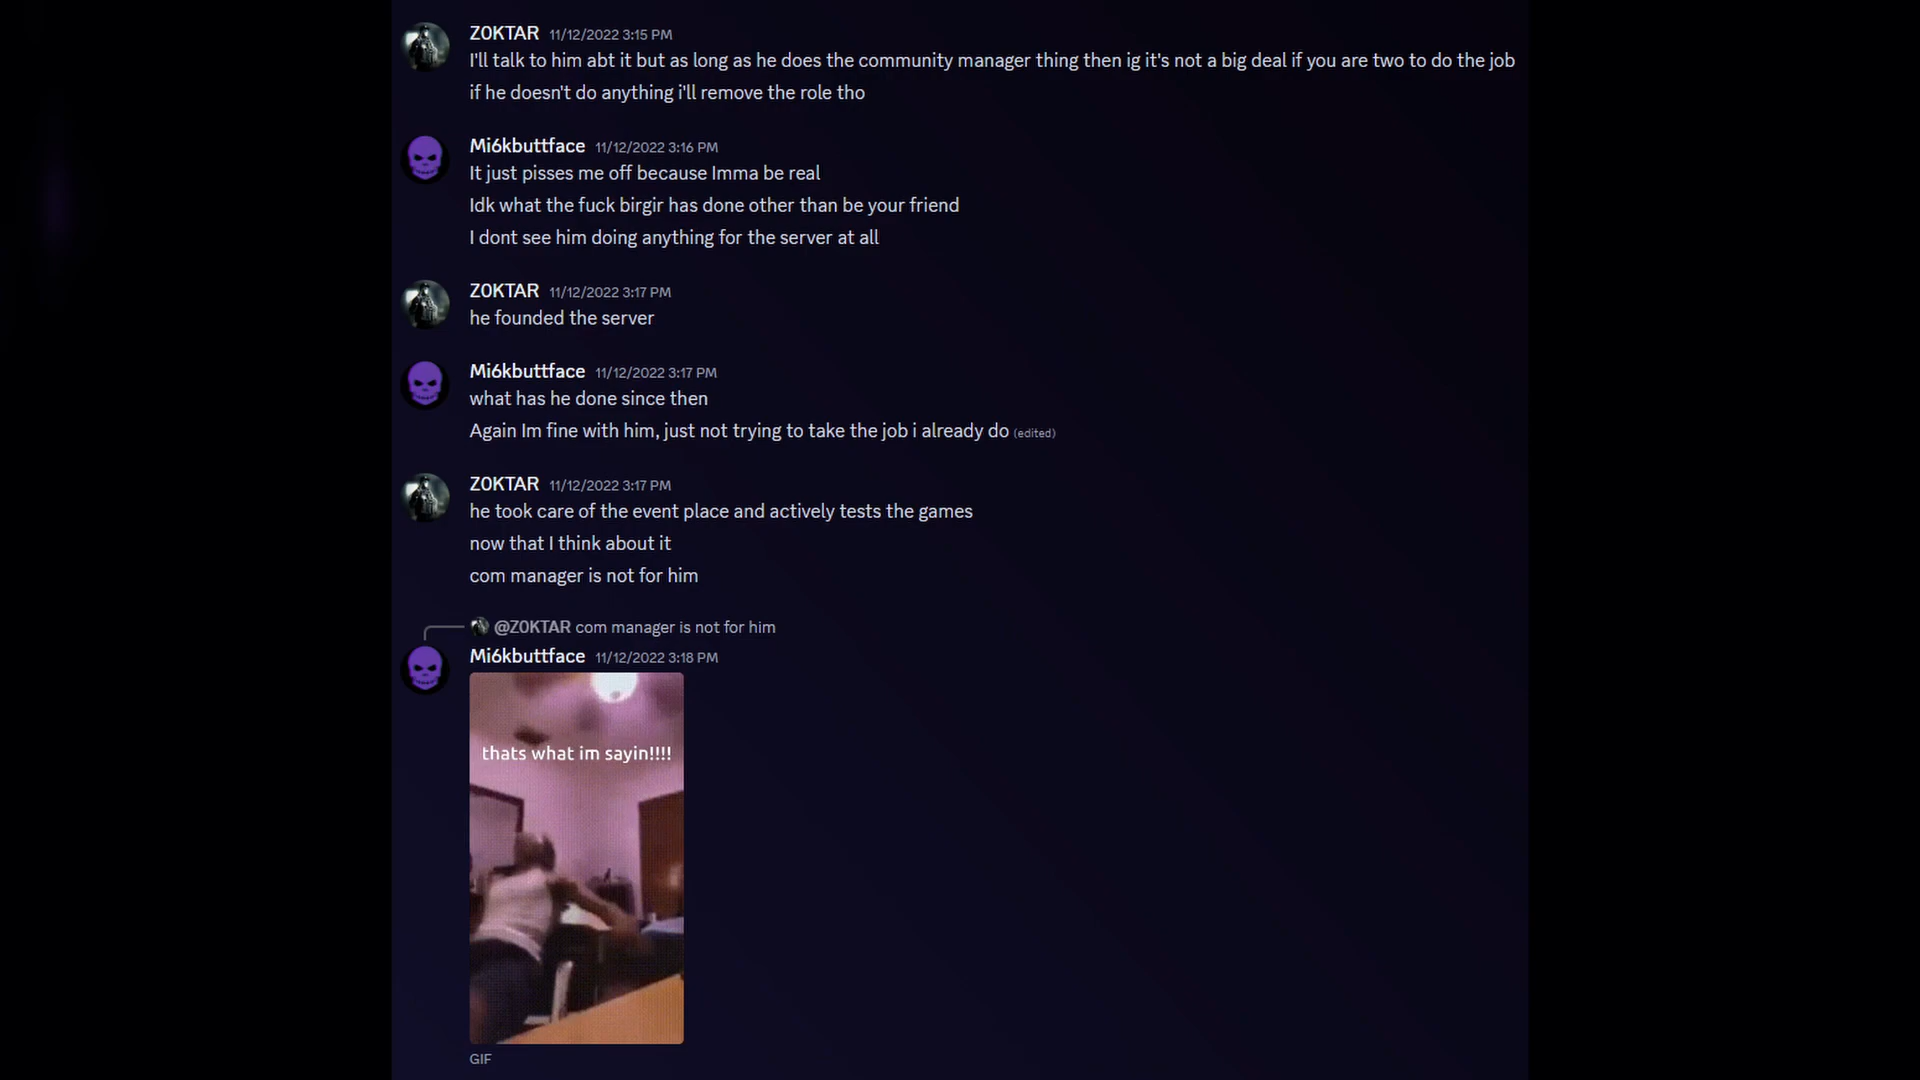 Z0KTAR 11/12/2022 3:15 PM
I'll talk to him abt it but as long as he does the community manager thing then ig it's not a big deal if you are two to do the job
if he doesn't do anything i'll remove the role tho
Mi6kbuttface 11/12/2022 3:16 PM
It just pisses me off because Imma be real
Idk what the fuck birgir has done other than be your friend
I dont see him doing anything for the server at all
Z0KTAR 11/12/2022 3:17 PM
he founded the server
Mi6kbuttface 11/12/2022 3:17 PM
what has he done since then
Again Im fine with him, just not trying to take the job i already do (edited)
Z0KTAR 11/12/2022 3:17 PM
he took care of the event place and actively tests the games
now that I think about it
com manager is not for him
@Z0KTAR com manager is not for him
Mi6kbuttface 11/12/2022 3:18 PM
thats what im sayin!!!!
GIF